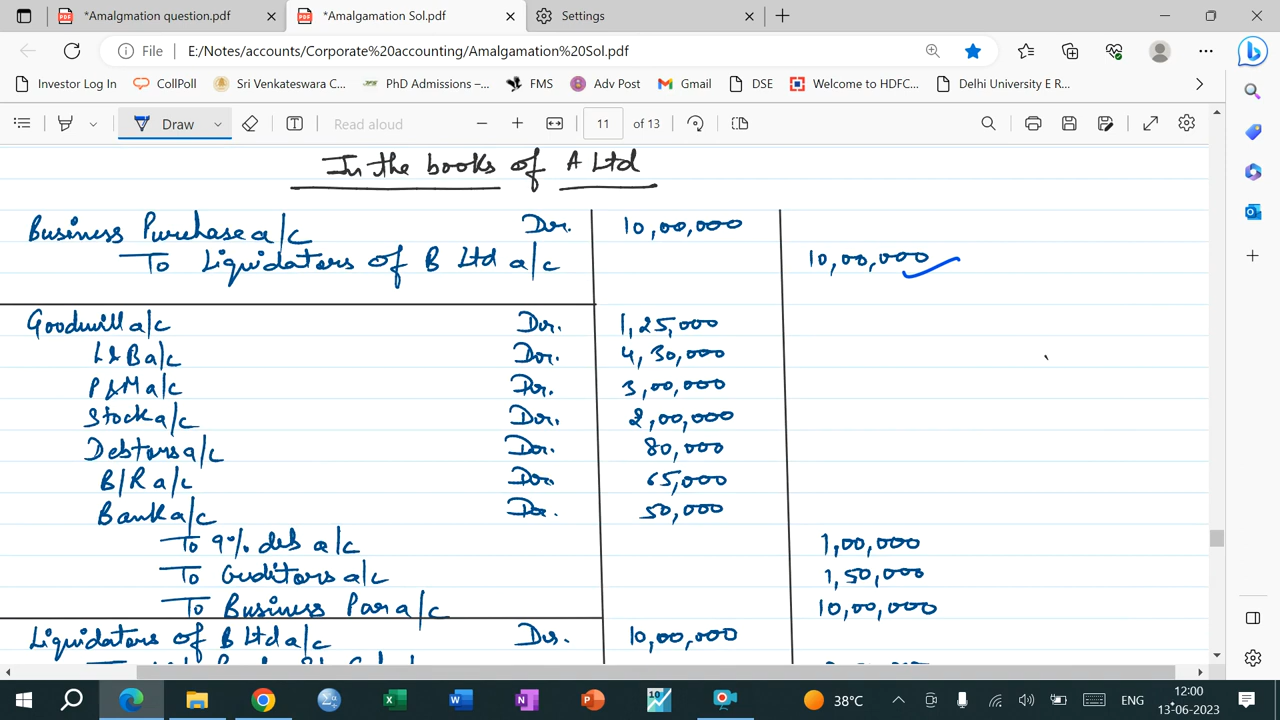 *Amalgmation question.pdf
*Amalgamation Sol.pdf
Settings
File E:/Notes/accounts/Corporate%20accounting/Amalgamation%20Sol.pdf
Investor Log In CollPoll Sri Venkateswara C... PhD Admissions –... FMS Adv Post Gmail DSE Welcome to HDFC... Delhi University E R...
Draw Read aloud 11 of 13
In the books of A Ltd
Business Purchase a/c Dr. 10,00,000
To Liquidators of B Ltd a/c 10,00,000
Goodwill a/c Dr. 1,25,000
L&B a/c Dr. 4,30,000
P&M a/c Dr. 3,00,000
Stock a/c Dr. 2,00,000
Debtors a/c Dr. 80,000
B/R a/c Dr. 65,000
Bank a/c Dr. 50,000
To 9% deb a/c 1,00,000
To Creditors a/c 1,50,000
To Business Pur a/c 10,00,000
Liquidators of B Ltd a/c Dr. 10,00,000
38°C ENG 12:00
13-06-2023